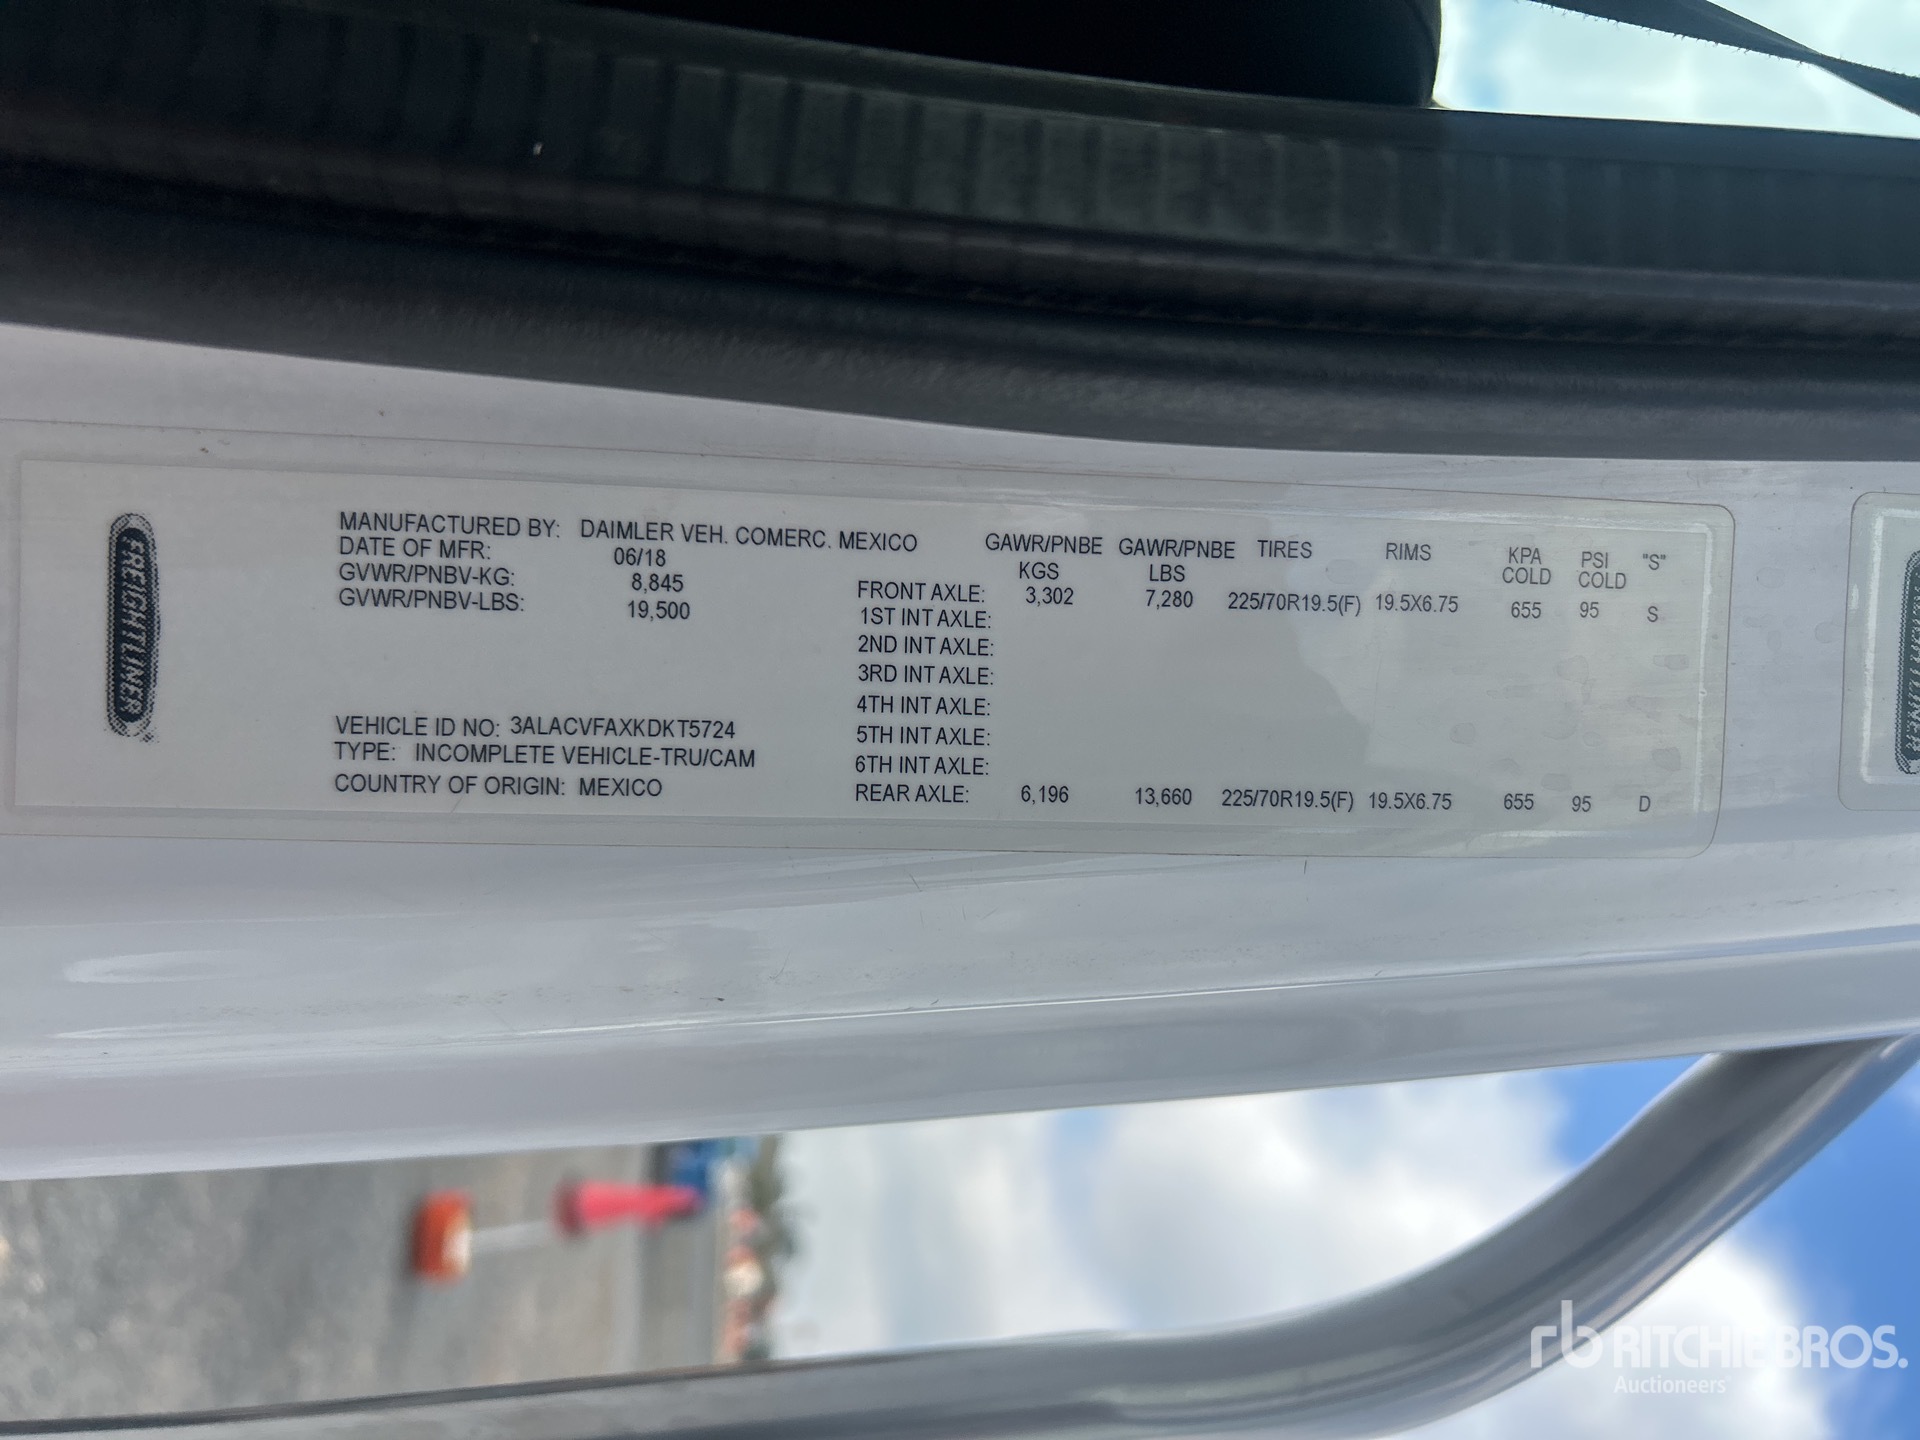 FREIGHTLINER
MANUFACTURED BY: DAIMLER VEH. COMERC. MEXICO
DATE OF MFR: 06/18
GVWR/PNBV-KG: 8,845
GVWR/PNBV-LBS: 19,500
VEHICLE ID NO: 3ALACVFAXKDKT5724
TYPE: INCOMPLETE VEHICLE-TRU/CAM
COUNTRY OF ORIGIN: MEXICO
GAWR/PNBE GAWR/PNBE TIRES RIMS KPA PSI "S"
KGS LBS COLD COLD
FRONT AXLE: 3,302 7,280 225/70R19.5(F) 19.5X6.75 655 95 S
1ST INT AXLE:
2ND INT AXLE:
3RD INT AXLE:
4TH INT AXLE:
5TH INT AXLE:
6TH INT AXLE:
REAR AXLE: 6,196 13,660 225/70R19.5(F) 19.5X6.75 655 95 D
rb RITCHIE BROS.
Auctioneers